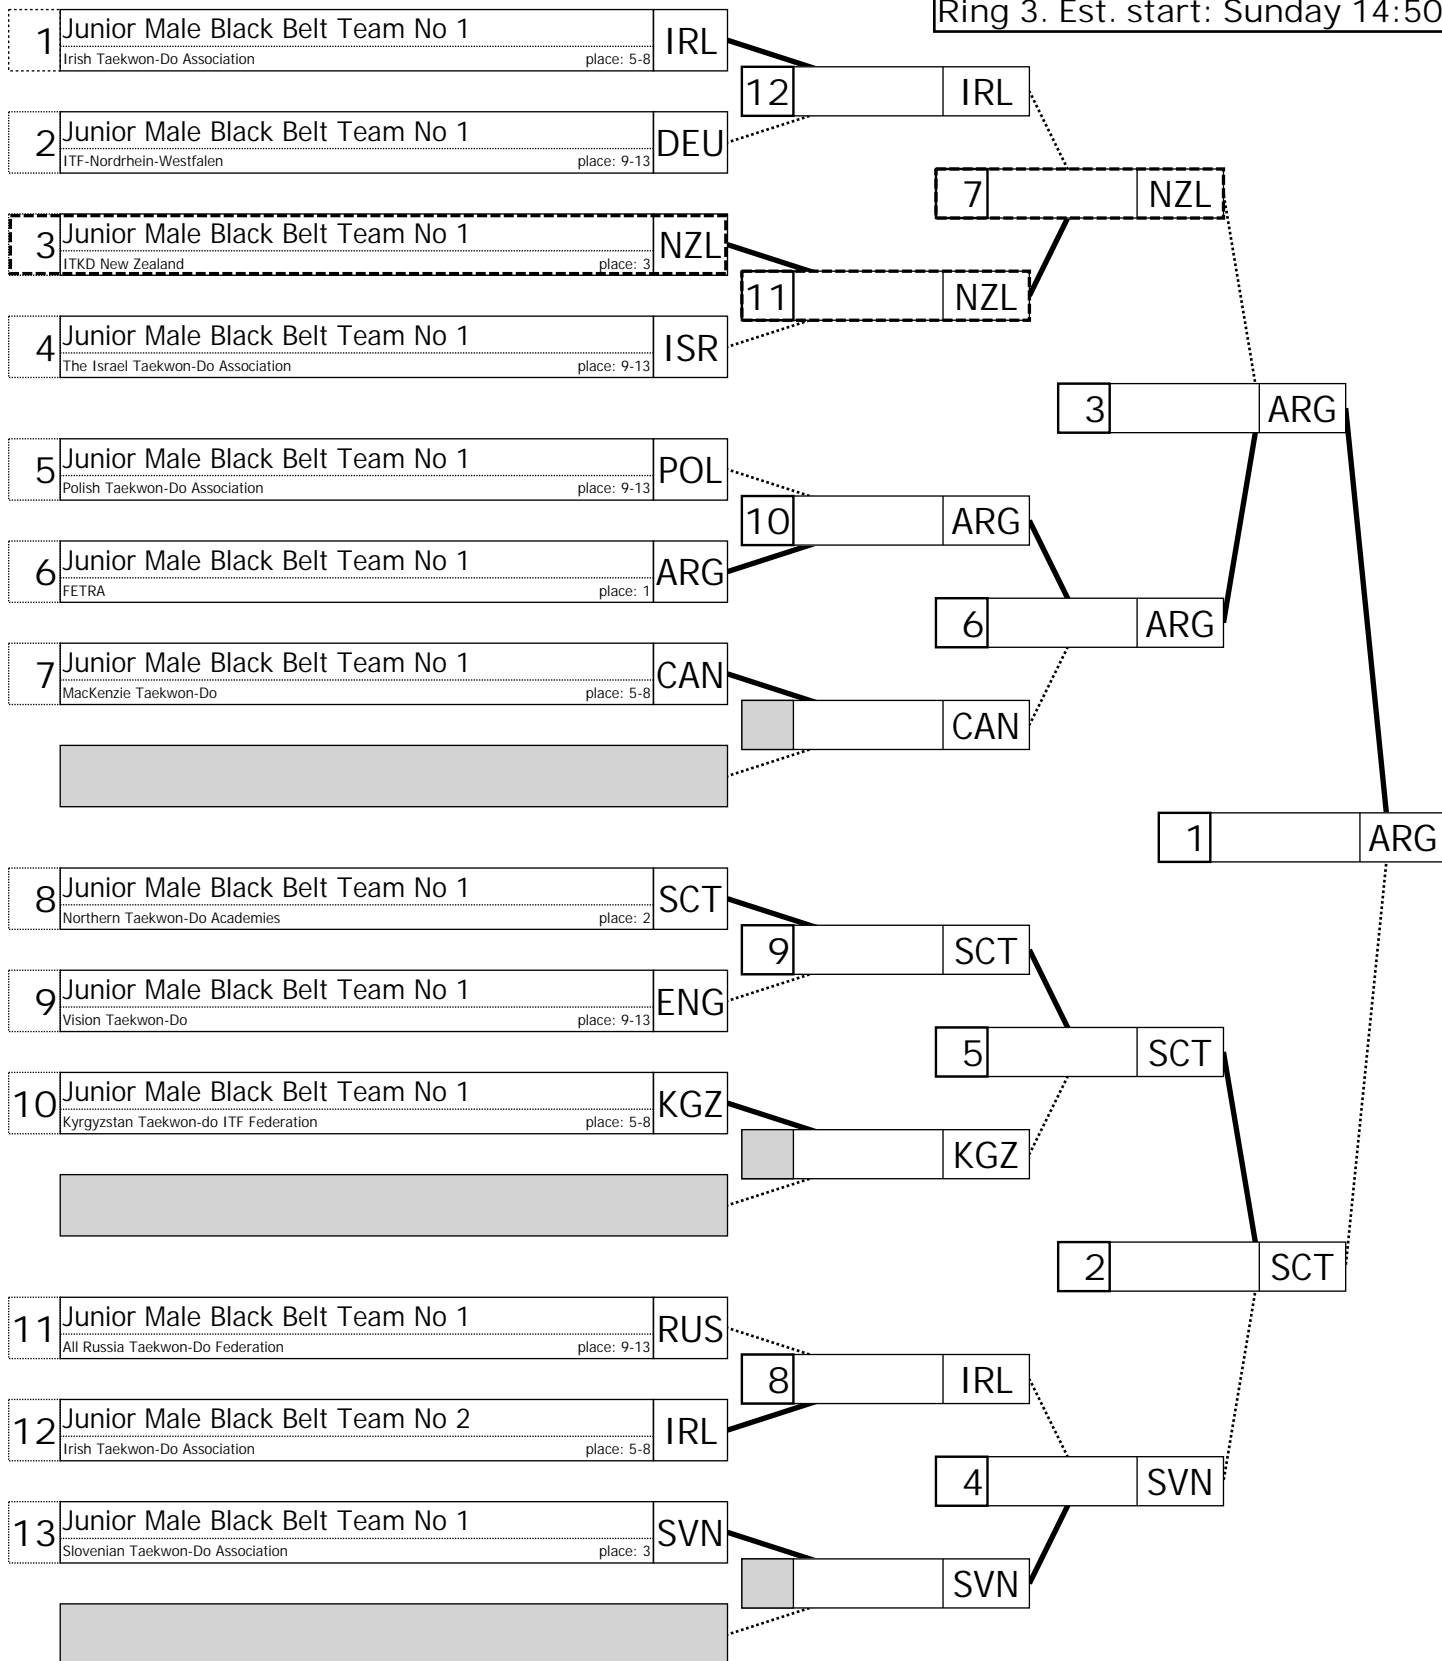 Ring 3. Est. start: Sunday 14:50
1 Junior Male Black Belt Team No 1 IRL
Irish Taekwon-Do Association place: 5-8
12 IRL
2 Junior Male Black Belt Team No 1 DEU
ITF-Nordrhein-Westfalen place: 9-13
7 NZL
3 Junior Male Black Belt Team No 1 NZL
ITKD New Zealand place: 3
11 NZL
4 Junior Male Black Belt Team No 1 ISR
The Israel Taekwon-Do Association place: 9-13
3 ARG
5 Junior Male Black Belt Team No 1 POL
Polish Taekwon-Do Association place: 9-13
10 ARG
6 Junior Male Black Belt Team No 1 ARG
FETRA place: 1
6 ARG
7 Junior Male Black Belt Team No 1 CAN
MacKenzie Taekwon-Do place: 5-8
CAN
1 ARG
8 Junior Male Black Belt Team No 1 SCT
Northern Taekwon-Do Academies place: 2
9 SCT
9 Junior Male Black Belt Team No 1 ENG
Vision Taekwon-Do place: 9-13
5 SCT
10 Junior Male Black Belt Team No 1 KGZ
Kyrgyzstan Taekwon-do ITF Federation place: 5-8
KGZ
2 SCT
11 Junior Male Black Belt Team No 1 RUS
All Russia Taekwon-Do Federation place: 9-13
8 IRL
12 Junior Male Black Belt Team No 2 IRL
Irish Taekwon-Do Association place: 5-8
4 SVN
13 Junior Male Black Belt Team No 1 SVN
Slovenian Taekwon-Do Association place: 3
SVN